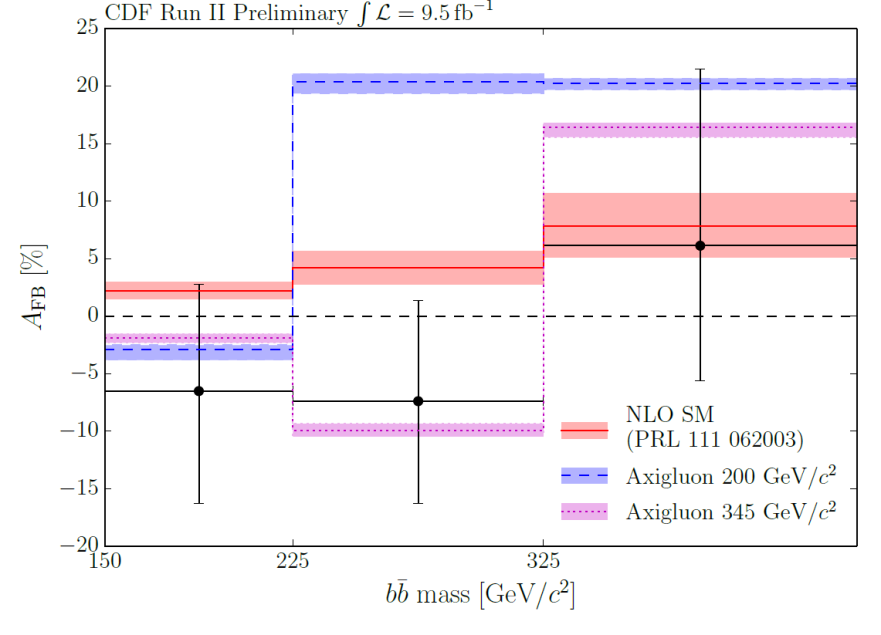 CDF Run II Preliminary ∫ ℒ = 9.5 fb⁻¹
25
20
15
10
5
0
−5
−10
−15
−20
A_FB [%]
150
225
325
bb̄ mass [GeV/c²]
NLO SM
(PRL 111 062003)
Axigluon 200 GeV/c²
Axigluon 345 GeV/c²